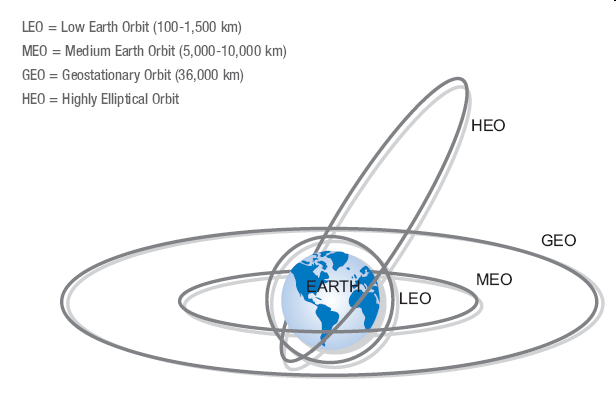 LEO = Low Earth Orbit (100-1,500 km)
MEO = Medium Earth Orbit (5,000-10,000 km)
GEO = Geostationary Orbit (36,000 km)
HEO = Highly Elliptical Orbit
HEO
GEO
MEO
EARTH
LEO